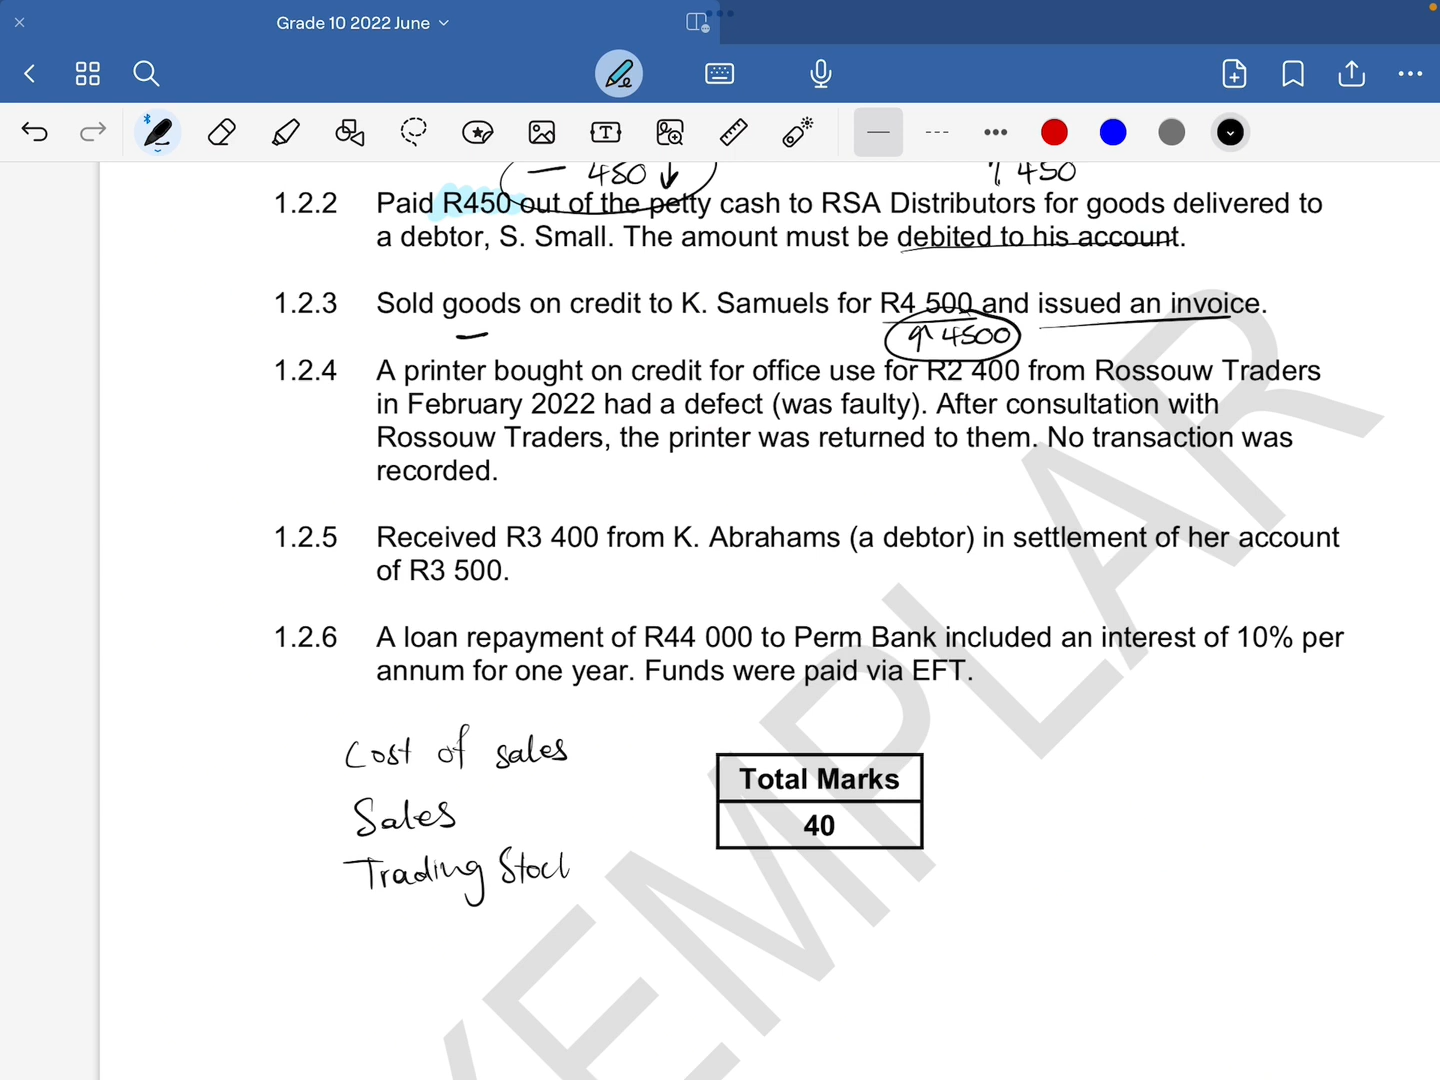 Grade 10 2022 June
– 450 ↓
↑ 450
1.2.2 Paid R450 out of the petty cash to RSA Distributors for goods delivered to
a debtor, S. Small. The amount must be debited to his account.
1.2.3 Sold goods on credit to K. Samuels for R4 500 and issued an invoice.
↑ 4500
1.2.4 A printer bought on credit for office use for R2 400 from Rossouw Traders
in February 2022 had a defect (was faulty). After consultation with
Rossouw Traders, the printer was returned to them. No transaction was
recorded.
1.2.5 Received R3 400 from K. Abrahams (a debtor) in settlement of her account
of R3 500.
1.2.6 A loan repayment of R44 000 to Perm Bank included an interest of 10% per
annum for one year. Funds were paid via EFT.
Cost of sales
Sales
Trading Stock
Total Marks
40
EXEMPLAR